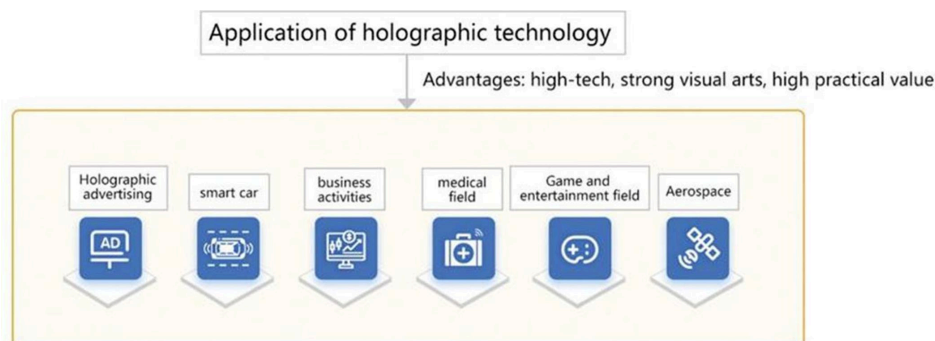 Application of holographic technology
Advantages: high-tech, strong visual arts, high practical value
Holographic
advertising
smart car
business
activities
medical
field
Game and
entertainment field
Aerospace
AD